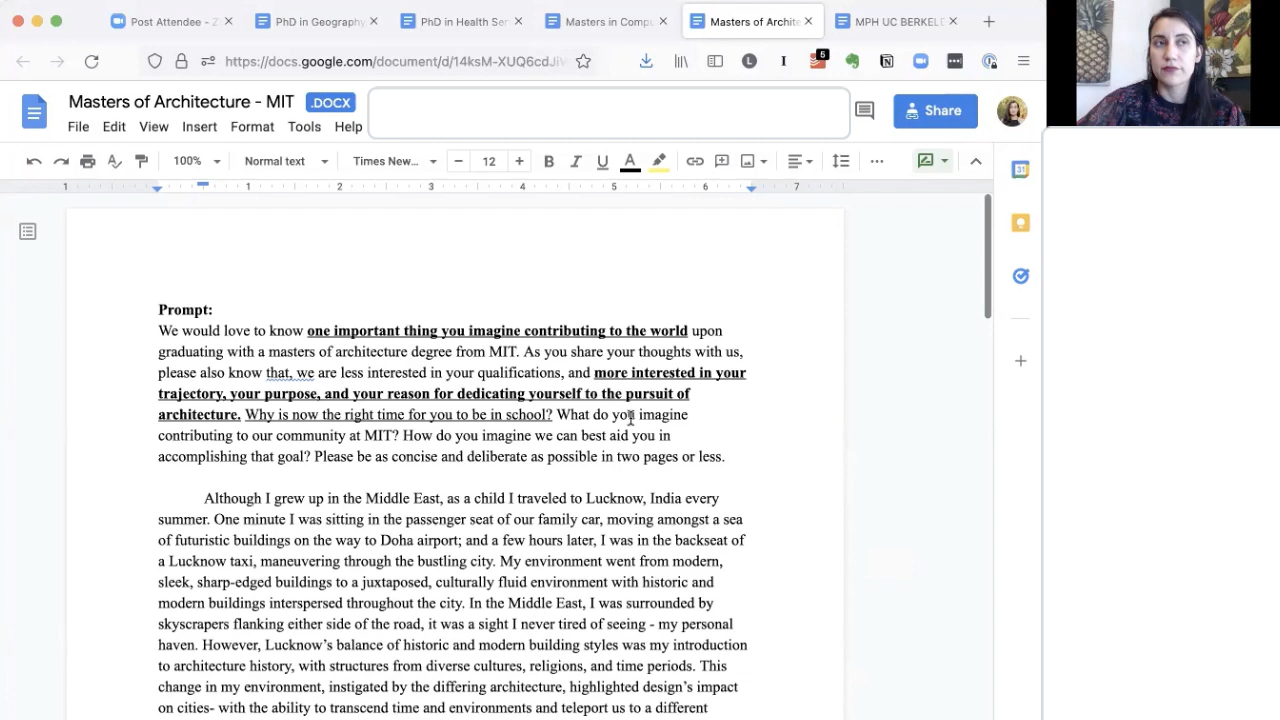 Post Attendee - Z
PhD in Geography
PhD in Health Ser
Masters in Compu
Masters of Archite
MPH UC BERKEL
https://docs.google.com/document/d/14ksM-XUQ6cdJiW
6
L
I
Masters of Architecture - MIT .DOCX
Share
File Edit View Insert Format Tools Help
100% Normal text Times New... 12 B I U A
1 1 2 3 4 5 6 7
31
Prompt:
We would love to know one important thing you imagine contributing to the world upon
graduating with a masters of architecture degree from MIT. As you share your thoughts with us,
please also know that, we are less interested in your qualifications, and more interested in your
trajectory, your purpose, and your reason for dedicating yourself to the pursuit of
architecture. Why is now the right time for you to be in school? What do you imagine
contributing to our community at MIT? How do you imagine we can best aid you in
accomplishing that goal? Please be as concise and deliberate as possible in two pages or less.
Although I grew up in the Middle East, as a child I traveled to Lucknow, India every
summer. One minute I was sitting in the passenger seat of our family car, moving amongst a sea
of futuristic buildings on the way to Doha airport; and a few hours later, I was in the backseat of
a Lucknow taxi, maneuvering through the bustling city. My environment went from modern,
sleek, sharp-edged buildings to a juxtaposed, culturally fluid environment with historic and
modern buildings interspersed throughout the city. In the Middle East, I was surrounded by
skyscrapers flanking either side of the road, it was a sight I never tired of seeing - my personal
haven. However, Lucknow's balance of historic and modern building styles was my introduction
to architecture history, with structures from diverse cultures, religions, and time periods. This
change in my environment, instigated by the differing architecture, highlighted design's impact
on cities- with the ability to transcend time and environments and teleport us to a different